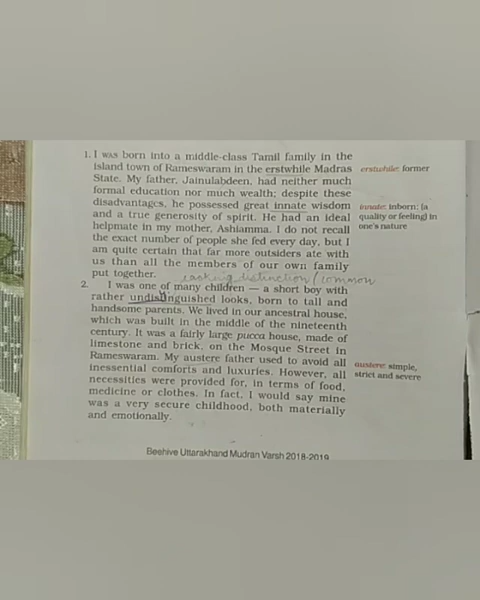 1. I was born into a middle-class Tamil family in the
island town of Rameswaram in the erstwhile Madras
State. My father, Jainulabdeen, had neither much
formal education nor much wealth; despite these
disadvantages, he possessed great innate wisdom
and a true generosity of spirit. He had an ideal
helpmate in my mother, Ashiamma. I do not recall
the exact number of people she fed every day, but I
am quite certain that far more outsiders ate with
us than all the members of our own family
put together.
lacking distinction / common
2. I was one of many children — a short boy with
rather undistinguished looks, born to tall and
handsome parents. We lived in our ancestral house,
which was built in the middle of the nineteenth
century. It was a fairly large pucca house, made of
limestone and brick, on the Mosque Street in
Rameswaram. My austere father used to avoid all
inessential comforts and luxuries. However, all
necessities were provided for, in terms of food,
medicine or clothes. In fact, I would say mine
was a very secure childhood, both materially
and emotionally.
erstwhile: former
innate: inborn; (a
quality or feeling) in
one's nature
austere: simple,
strict and severe
Beehive Uttarakhand Mudran Varsh 2018-2019